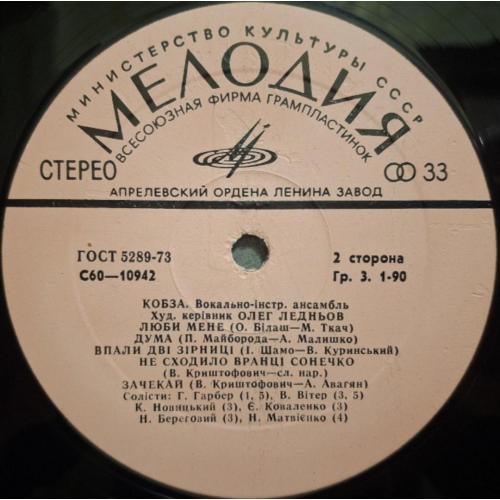 МИНИСТЕРСТВО КУЛЬТУРЫ СССР
МЕЛОДИЯ
ВСЕСОЮЗНАЯ ФИРМА ГРАМПЛАСТИНОК
СТЕРЕО 33
АПРЕЛЕВСКИЙ ОРДЕНА ЛЕНИНА ЗАВОД
ГОСТ 5289-73 2 сторона
С60—10942 Гр. 3. 1-90
КОБЗА. Вокально-інстр. ансамбль
Худ. керівник ОЛЕГ ЛЕДНЬОВ
ЛЮБИ МЕНЕ (О. Білаш—М. Ткач)
ДУМА (П. Майборода—А. Малишко)
ВПАЛИ ДВІ ЗІРНИЦІ (І. Шамо—В. Куринський)
НЕ СХОДИЛО ВРАНЦІ СОНЕЧКО
(В. Криштофович—сл. нар.)
ЗАЧЕКАЙ (В. Криштофович—А. Авагян)
Солісти: Г. Гарбер (1, 5), В. Вітер (3, 5)
К. Новицький (3), Є. Коваленко (2)
Н. Береговий (3), Н. Матвієнко (4)